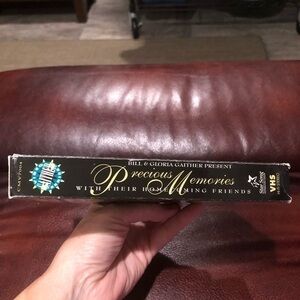 BILL & GLORIA GAITHER PRESENT
Precious Memories
WITH THEIR HOMECOMING FRIENDS
VHS